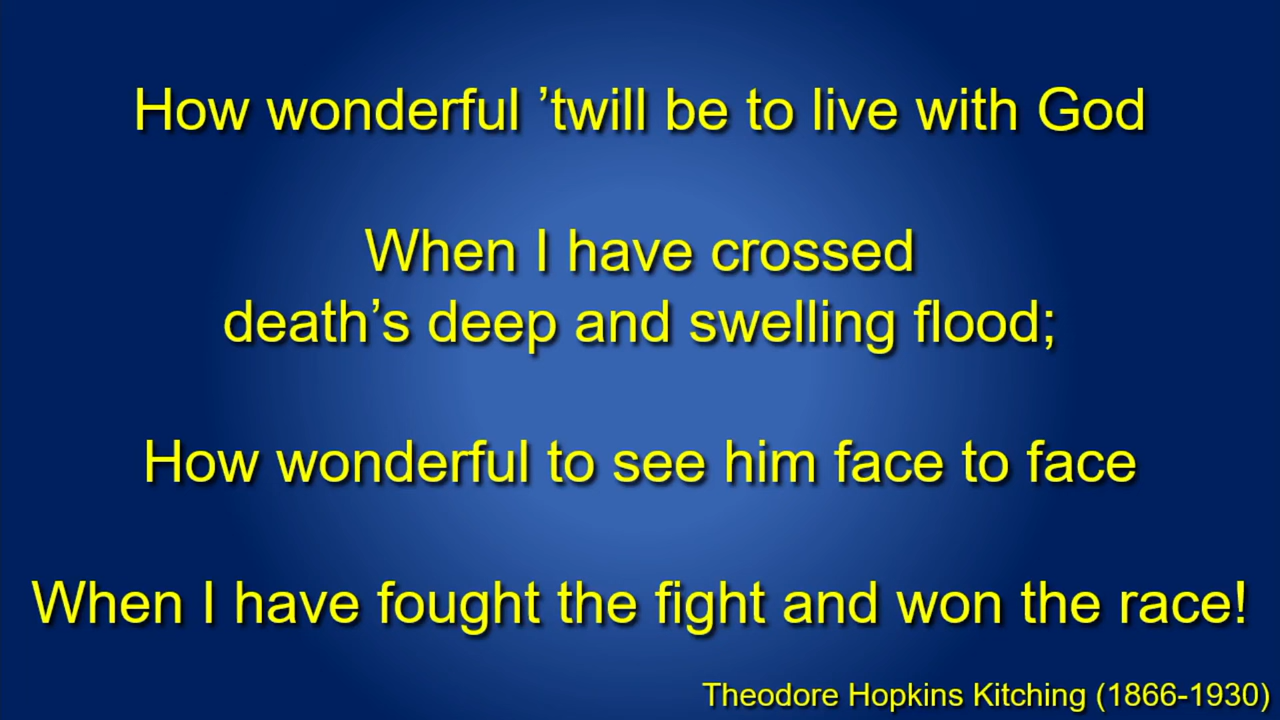 How wonderful ’twill be to live with God
When I have crossed
death’s deep and swelling flood;
How wonderful to see him face to face
When I have fought the fight and won the race!
Theodore Hopkins Kitching (1866-1930)